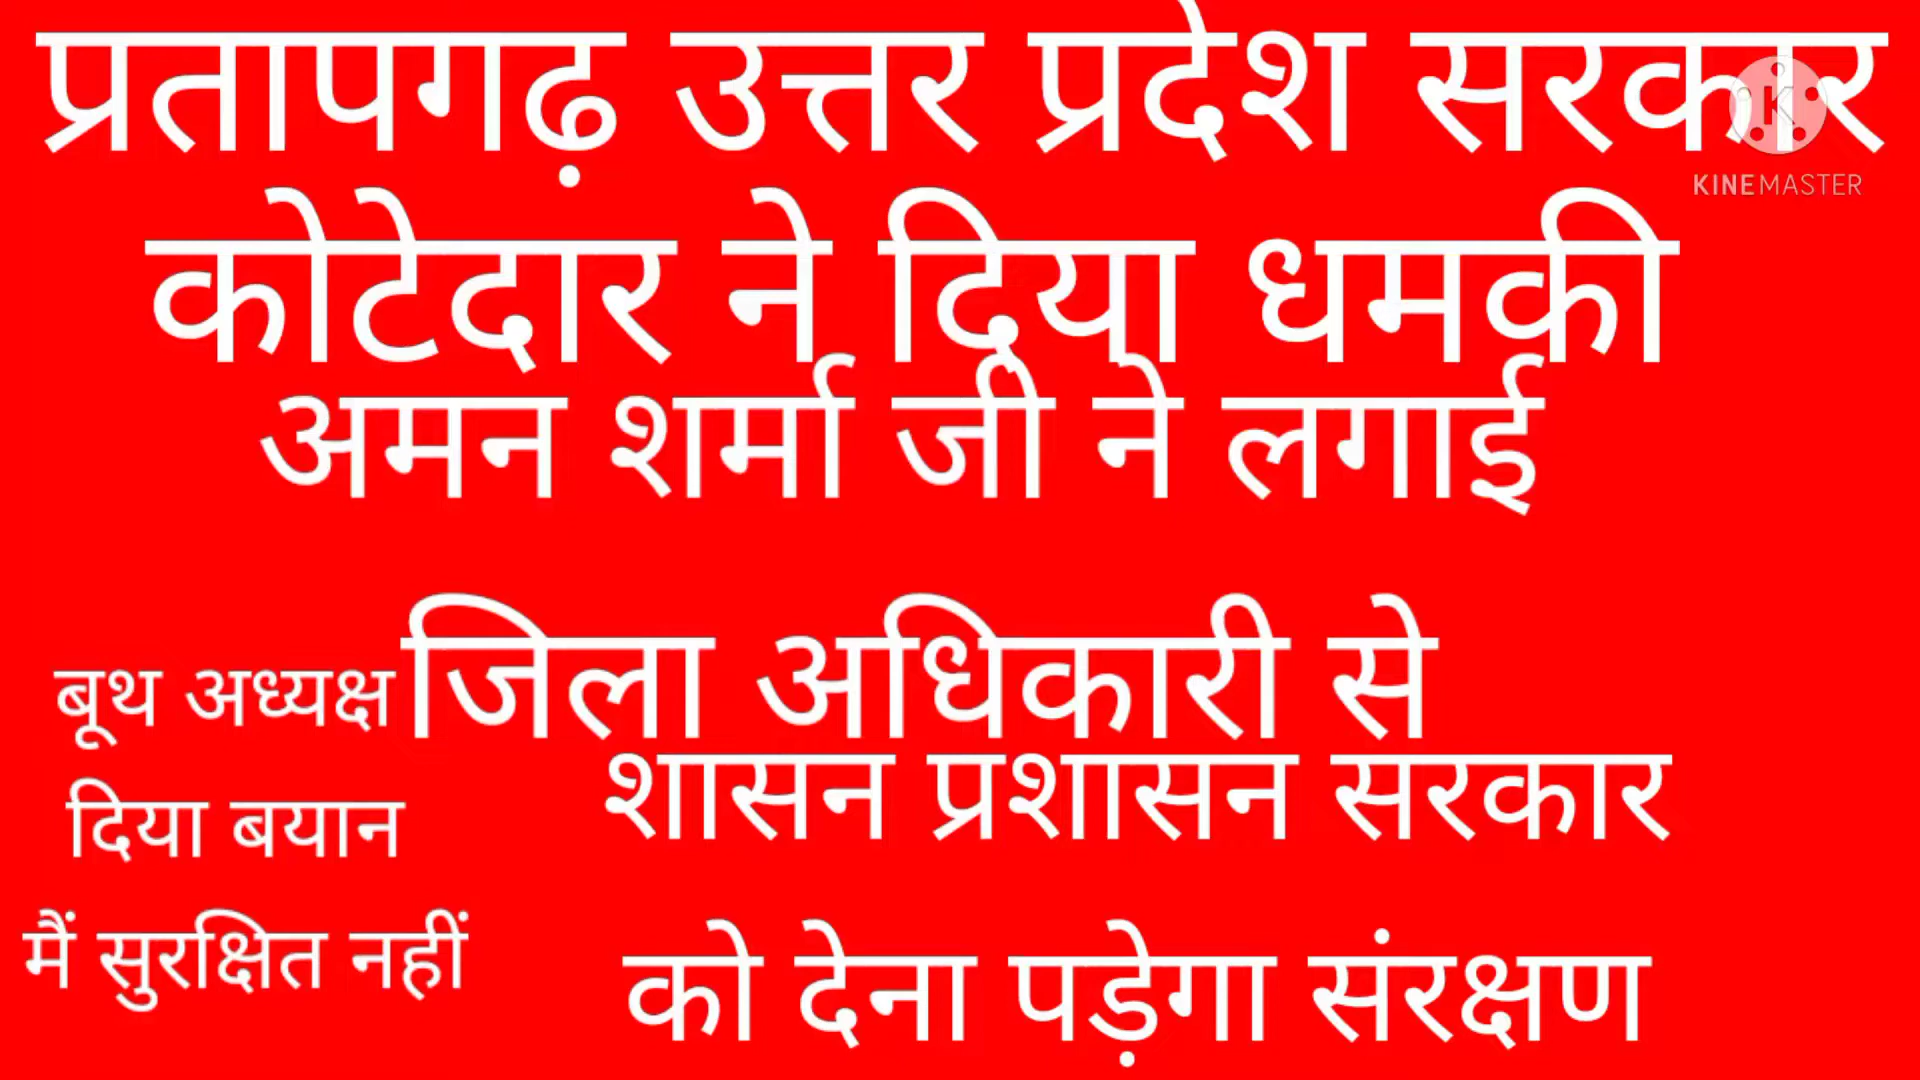 प्रतापगढ़ उत्तर प्रदेश सरकार
KINEMASTER
कोटेदार ने दिया धमकी
अमन शर्मा जी ने लगाई
जिला अधिकारी से
शासन प्रशासन सरकार
को देना पड़ेगा संरक्षण
बूथ अध्यक्ष
दिया बयान
मैं सुरक्षित नहीं